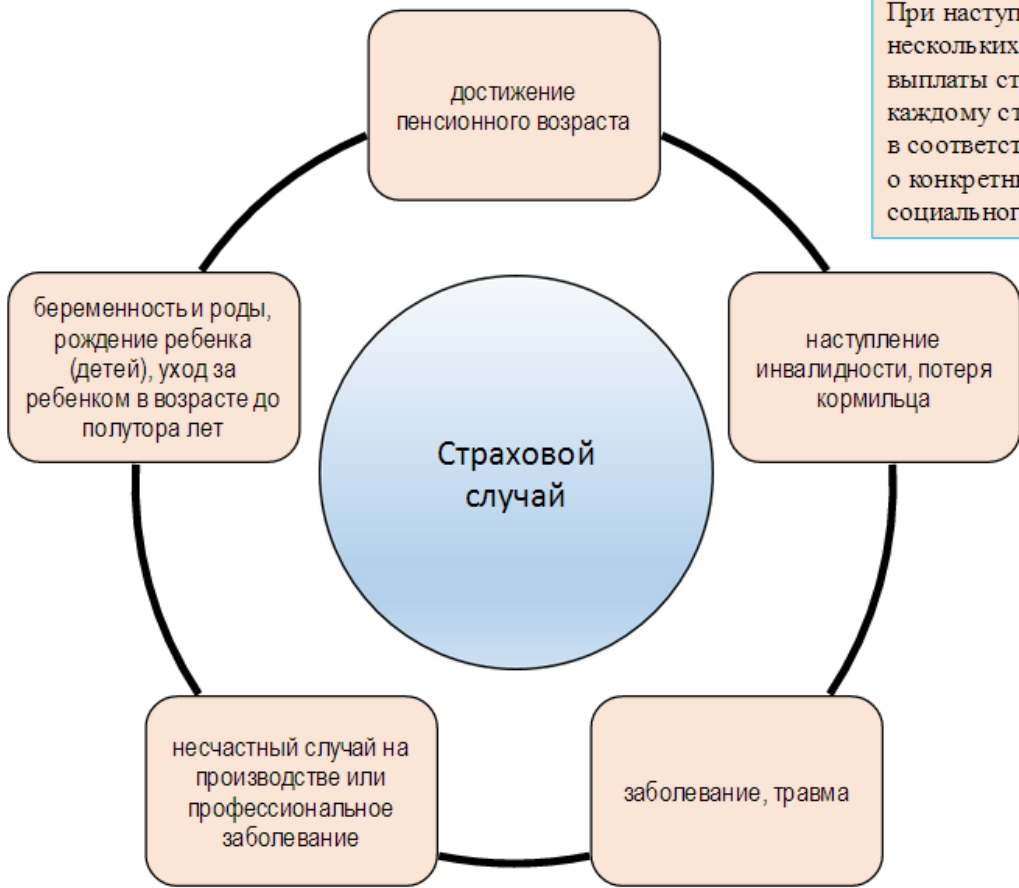 При наступ
нескольких
выплаты ст
каждому ст
в соответст
о конкретн
социальног
достижение
пенсионного возраста
беременность и роды,
рождение ребенка
(детей), уход за
ребенком в возрасте до
полутора лет
наступление
инвалидности, потеря
кормильца
Страховой
случай
несчастный случай на
производстве или
профессиональное
заболевание
заболевание, травма